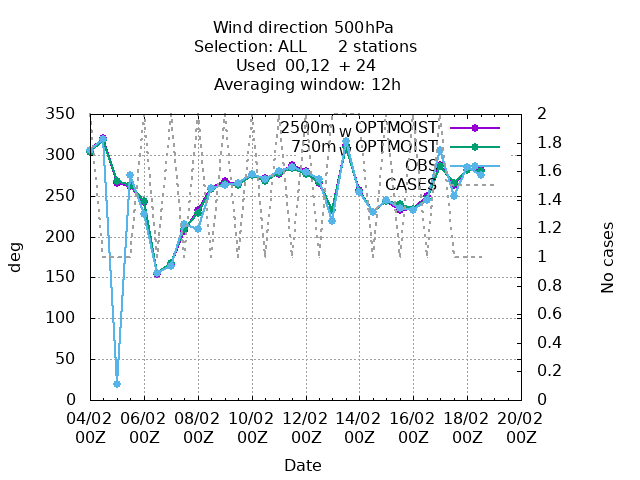 Wind direction 500hPa
Selection: ALL 2 stations
Used 00,12 + 24
Averaging window: 12h
350
300
250
200
150
100
50
0
deg
2
1.8
1.6
1.4
1.2
1
0.8
0.6
0.4
0.2
0
No cases
2500m_W OPTMOIST
750m_W OPTMOIST
OBS
CASES
04/02 06/02 08/02 10/02 12/02 14/02 16/02 18/02 20/02
00Z 00Z 00Z 00Z 00Z 00Z 00Z 00Z 00Z
Date